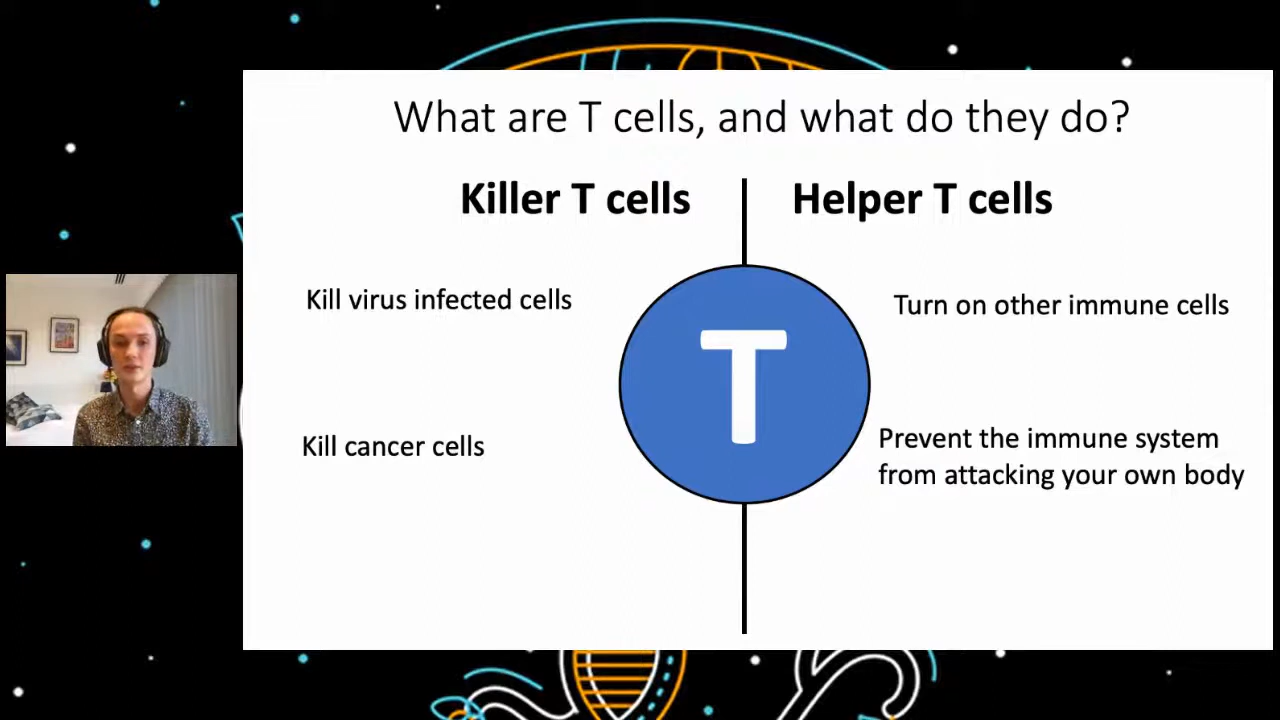 What are T cells, and what do they do?
Killer T cells
Helper T cells
Kill virus infected cells
Turn on other immune cells
T
Kill cancer cells
Prevent the immune system
from attacking your own body